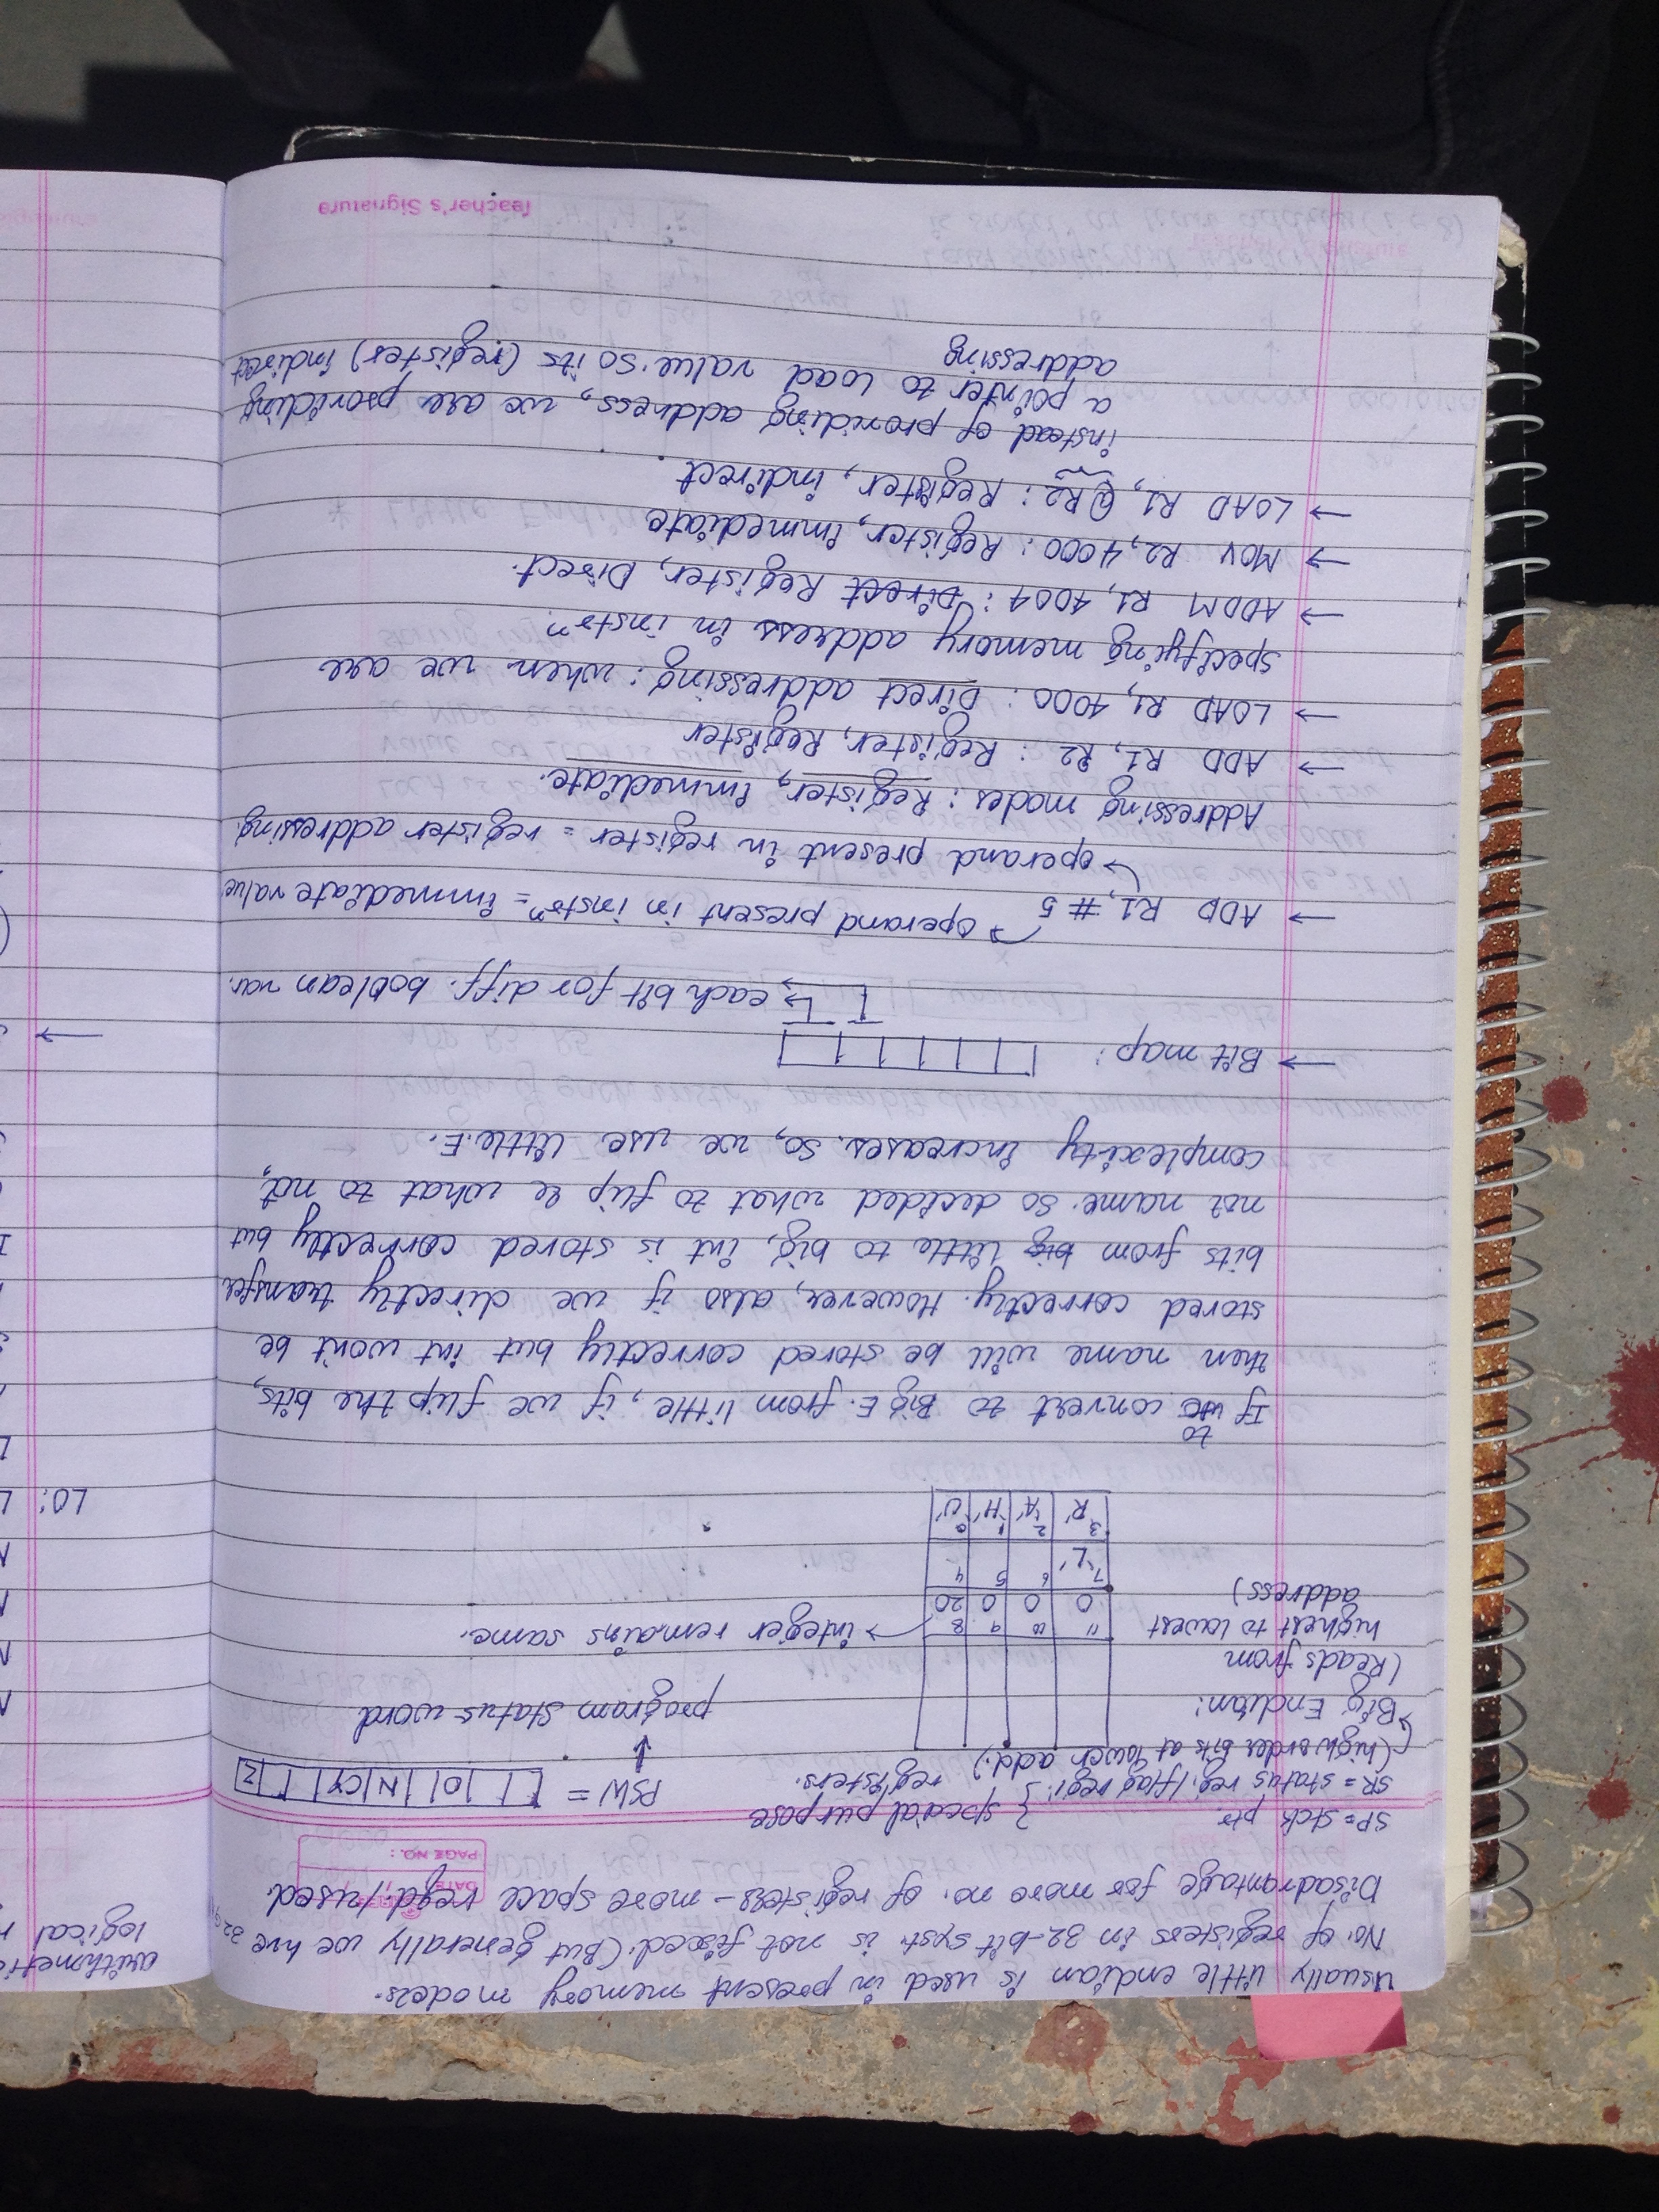 Usually little endian is used in present memory models.
No. of registers in 32-bit syst. is not fixed. (But generally we hve 32
Disadvantage for more no. of registers - more space reqd./used.
DATE
PAGE NO. :
SP = stck ptr
SR = status reg./flag regi. } special purpose registers.
PSW = | | | O | | N | CY | | | Z |
program status word
(high order bits at lower add.)
Big Endian:
(Reads from
highest to lowest
address)
11 10 9 8
0 0 0 20 → integer remains same.
7 6 5 4
'L'
3 2 1 0
'R' 'A' 'H' 'U'
to
If we convert to Big E. from little, if we flip the bits,
then name will be stored correctly but int won't be
stored correctly. However, also if we directly transfer
bits from big little to big, int is stored correctly but
not name. So decided what to flip & what to not,
complexity increases. So, we use little.E.
→ Bit map:
each bit for diff. boolean var.
→ ADD R1, #5 → operand present in instrⁿ = immediate value
operand present in register = register addressing.
Addressing modes : Register, immediate.
→ ADD R1, R2 : Register, Register
→ LOAD R1, 4000 : Direct addressing : when we are
specifying memory address in instrⁿ.
→ ADDM R1, 4004 : Direct Register, Direct.
→ MOV R2, 4000 : Register, immediate
→ LOAD R1, @R2 : Register, indirect.
instead of providing address, we are providing
a pointer to load value. So its (register) indirect
addressing
Teacher's Signature
arithmetic
logical
LO: